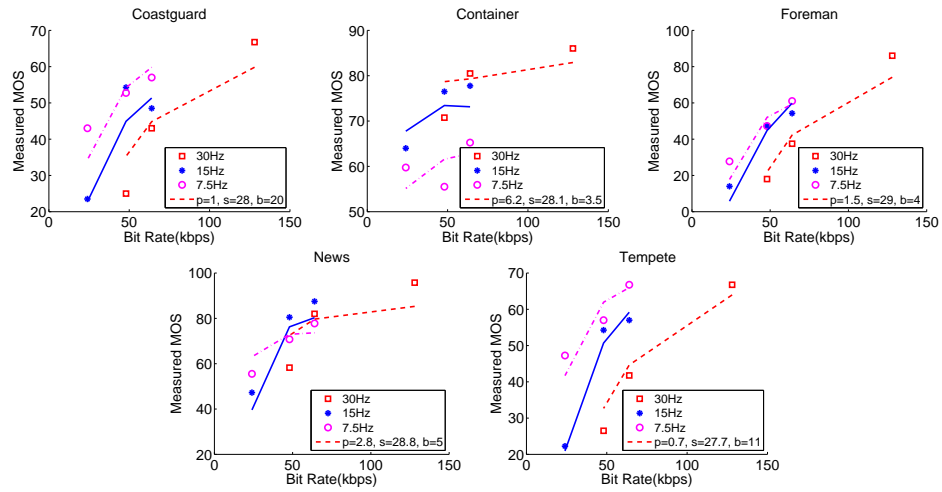 Coastguard
Measured MOS
70
60
50
40
30
20
0
50
100
150
Bit Rate(kbps)
30Hz
15Hz
7.5Hz
p=1, s=28, b=20
Container
Measured MOS
90
80
70
60
50
0
50
100
150
Bit Rate(kbps)
30Hz
15Hz
7.5Hz
p=6.2, s=28.1, b=3.5
Foreman
Measured MOS
100
80
60
40
20
0
0
50
100
150
Bit Rate(kbps)
30Hz
15Hz
7.5Hz
p=1.5, s=29, b=4
News
Measured MOS
100
80
60
40
20
0
50
100
150
Bit Rate(kbps)
30Hz
15Hz
7.5Hz
p=2.8, s=28.8, b=5
Tempete
Measured MOS
70
60
50
40
30
20
0
50
100
150
Bit Rate(kbps)
30Hz
15Hz
7.5Hz
p=0.7, s=27.7, b=11